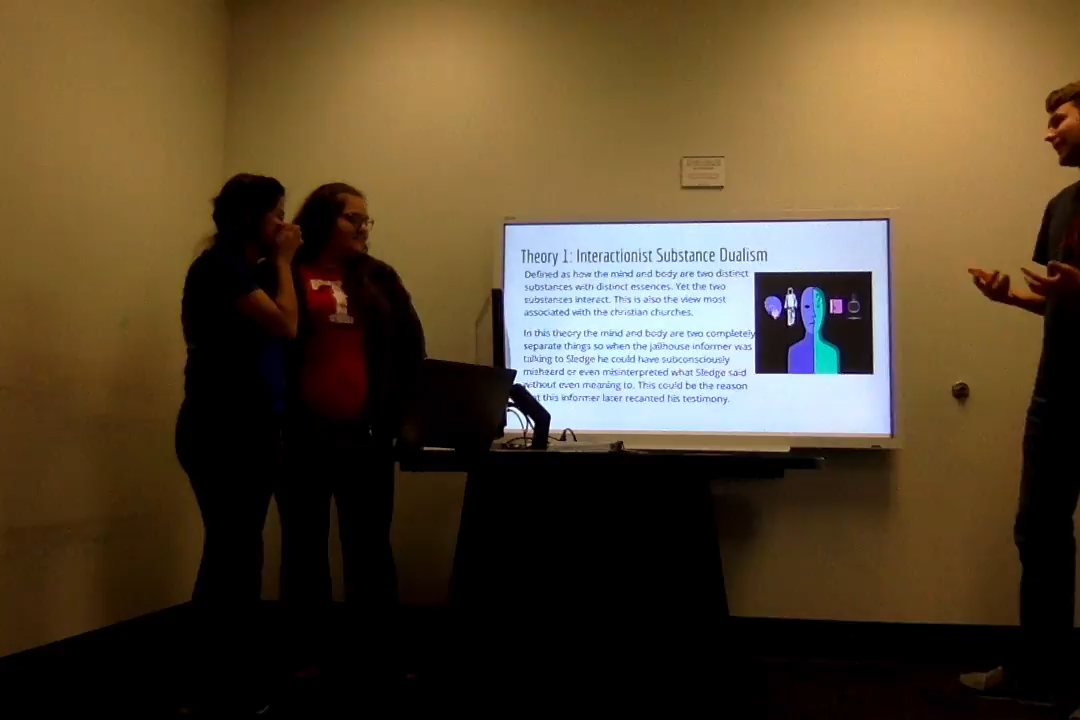 Theory 1: Interactionist Substance Dualism
Defined as how the mind and body are two distinct
substances with distinct essences. Yet the two
substances interact. This is also the view most
associated with the christian churches.
In this theory the mind and body are two completely
separate things so when the jailhouse informer was
talking to Sledge he could have subconsciously
misheard or even misinterpreted what Sledge said
without even meaning to. This could be the reason
this informer later recanted his testimony.
T